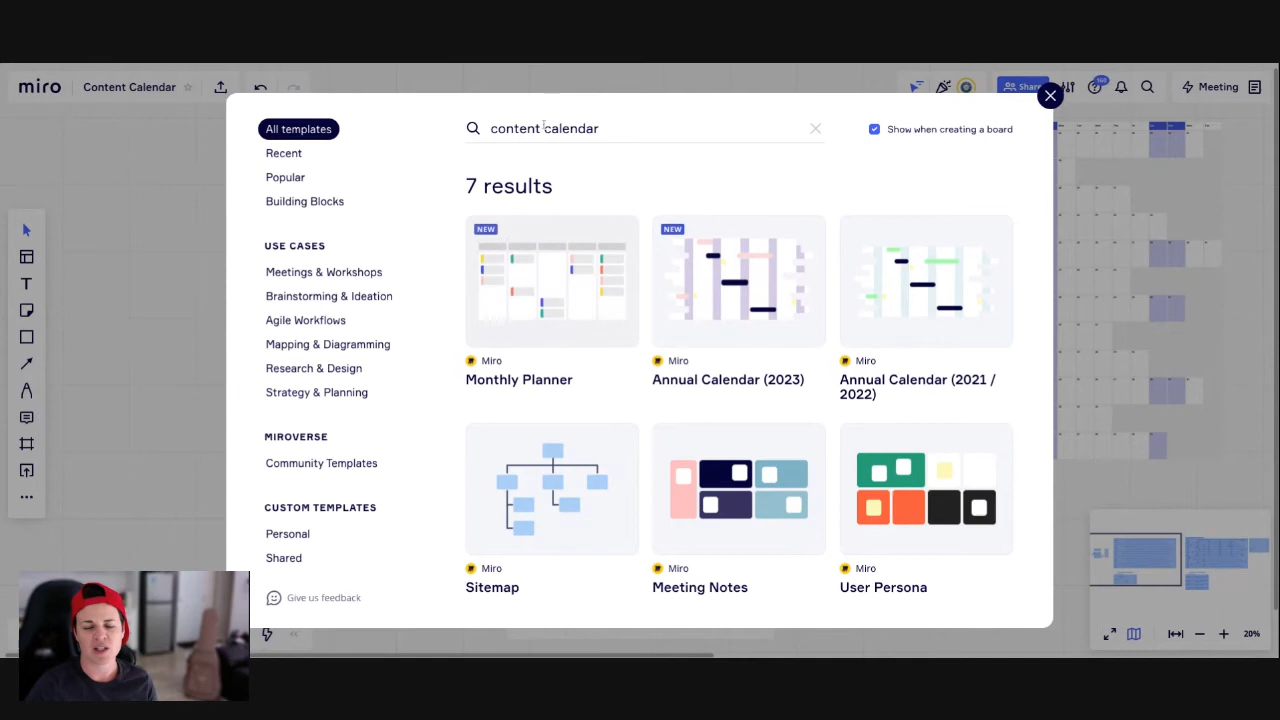 miro
Content Calendar
Share
160
Meeting
All templates
Recent
Popular
Building Blocks
USE CASES
Meetings & Workshops
Brainstorming & Ideation
Agile Workflows
Mapping & Diagramming
Research & Design
Strategy & Planning
MIROVERSE
Community Templates
CUSTOM TEMPLATES
Personal
Shared
Give us feedback
content calendar
Show when creating a board
7 results
NEW
Miro
Monthly Planner
NEW
Miro
Annual Calendar (2023)
Miro
Annual Calendar (2021 /
2022)
Miro
Sitemap
Miro
Meeting Notes
Miro
User Persona
20%